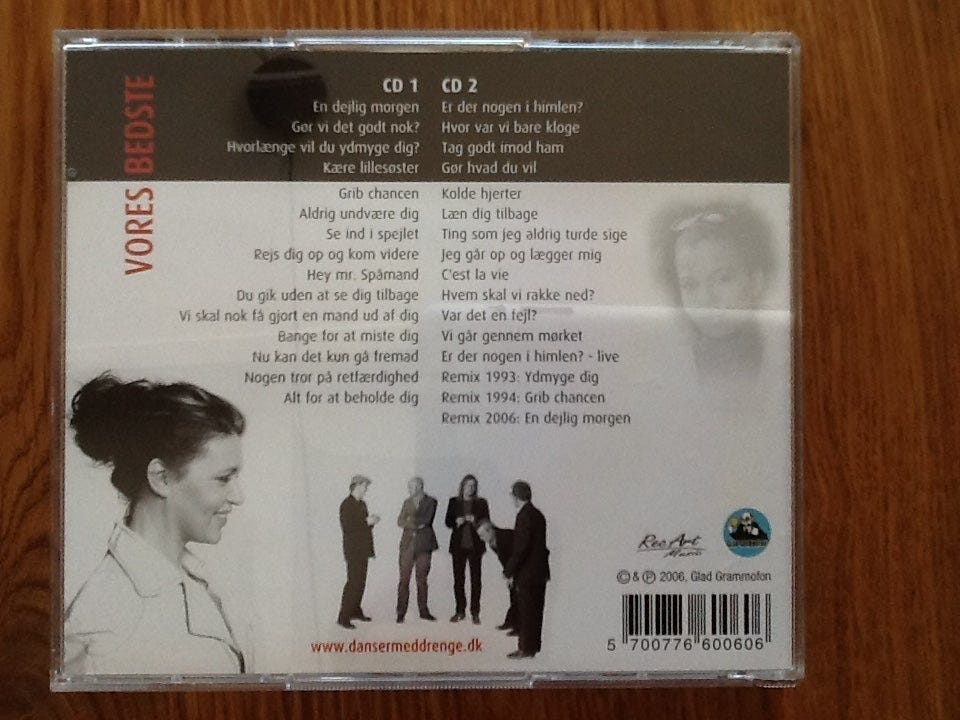 VORES BEDSTE
CD 1
En dejlig morgen
Gør vi det godt nok?
Hvorlænge vil du ydmyge dig?
Kære lillesøster
Grib chancen
Aldrig undvære dig
Se ind i spejlet
Rejs dig op og kom videre
Hey mr. Spåmand
Du gik uden at se dig tilbage
Vi skal nok få gjort en mand ud af dig
Bange for at miste dig
Nu kan det kun gå fremad
Nogen tror på retfærdighed
Alt for at beholde dig
CD 2
Er der nogen i himlen?
Hvor var vi bare kloge
Tag godt imod ham
Gør hvad du vil
Kolde hjerter
Læn dig tilbage
Ting som jeg aldrig turde sige
Jeg går op og lægger mig
C'est la vie
Hvem skal vi rakke ned?
Var det en fejl?
Vi går gennem mørket
Er der nogen i himlen? - live
Remix 1993: Ydmyge dig
Remix 1994: Grib chancen
Remix 2006: En dejlig morgen
RecArt
Music
© & ℗ 2006, Glad Grammofon
www.dansermeddrenge.dk
5 700776 600606